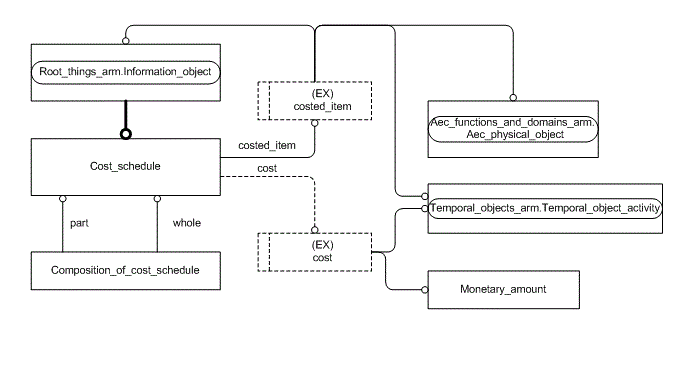 Root_things_arm.Information_object
(EX)
costed_item
Aec_functions_and_domains_arm.
Aec_physical_object
Cost_schedule
costed_item
cost
part
whole
Temporal_objects_arm.Temporal_object_activity
(EX)
cost
Composition_of_cost_schedule
Monetary_amount